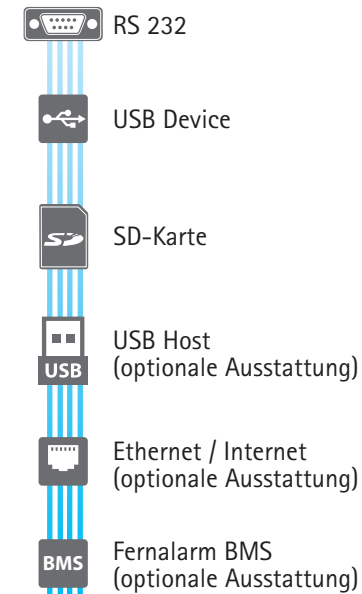 RS 232
USB Device
SD
SD-Karte
USB Host
(optionale Ausstattung)
USB
Ethernet / Internet
(optionale Ausstattung)
BMS
Fernalarm BMS
(optionale Ausstattung)